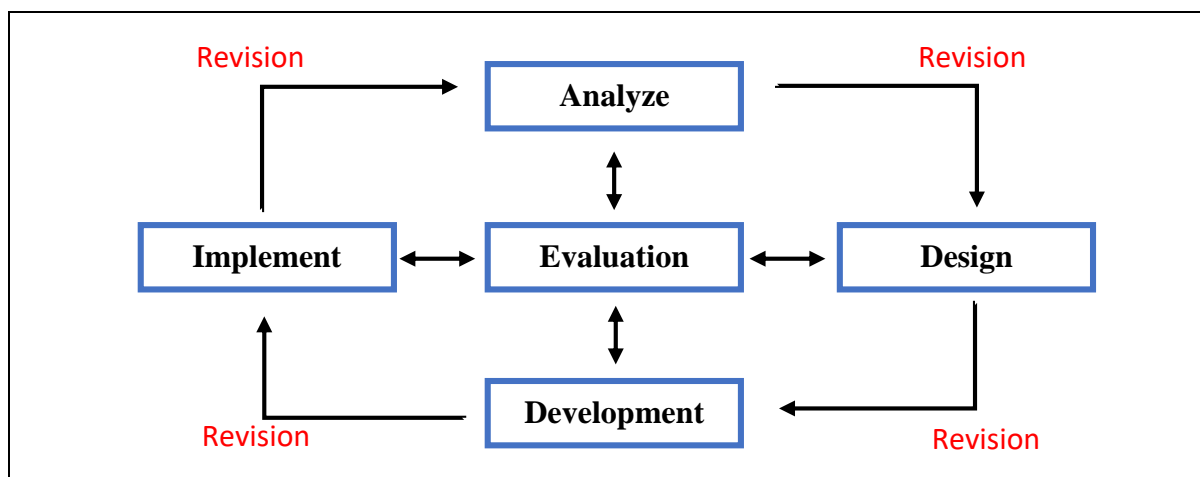 Revision
Revision
Analyze
Implement
Evaluation
Design
Development
Revision
Revision